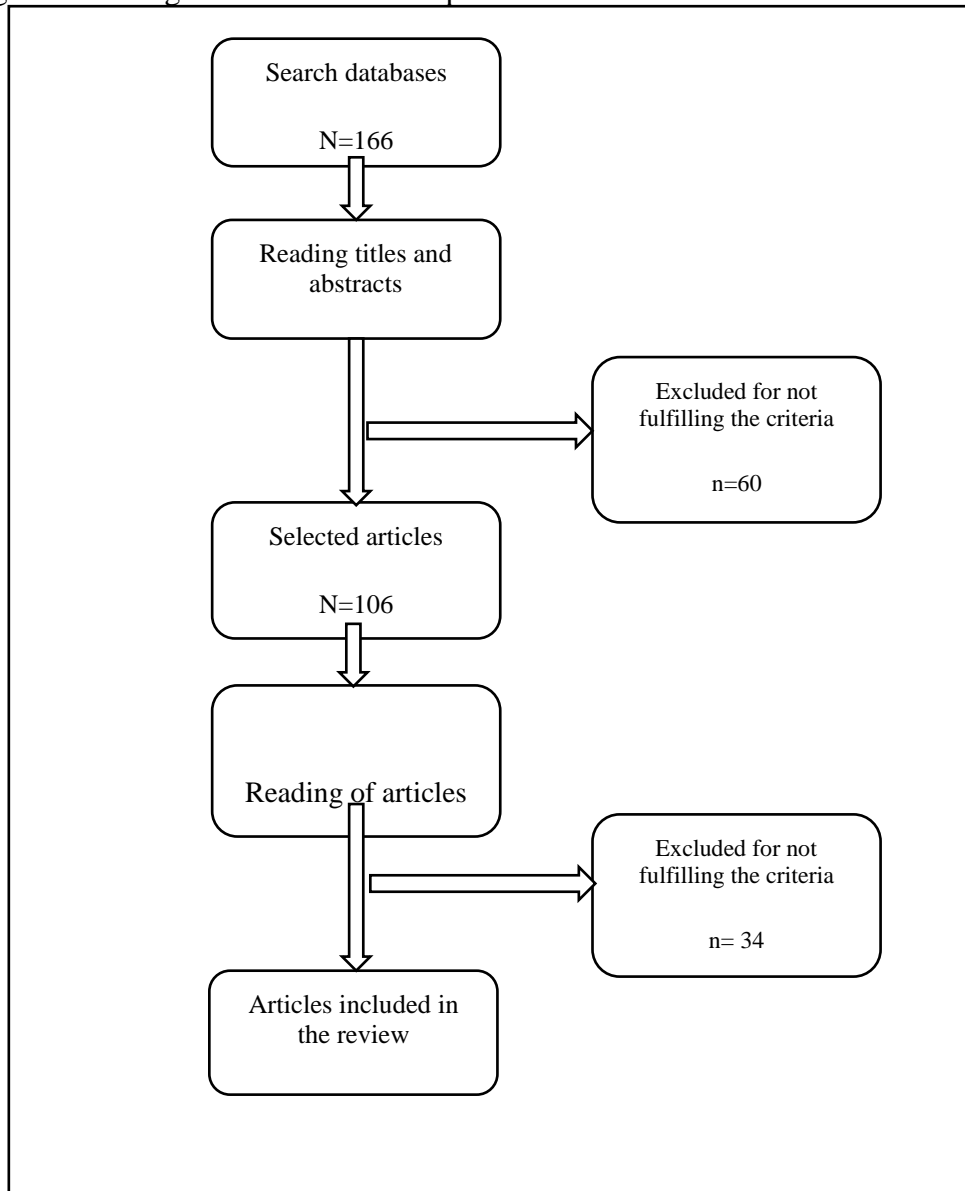 Search databases
N=166
Reading titles and
abstracts
Excluded for not
fulfilling the criteria
n=60
Selected articles
N=106
Reading of articles
Excluded for not
fulfilling the criteria
n= 34
Articles included in
the review